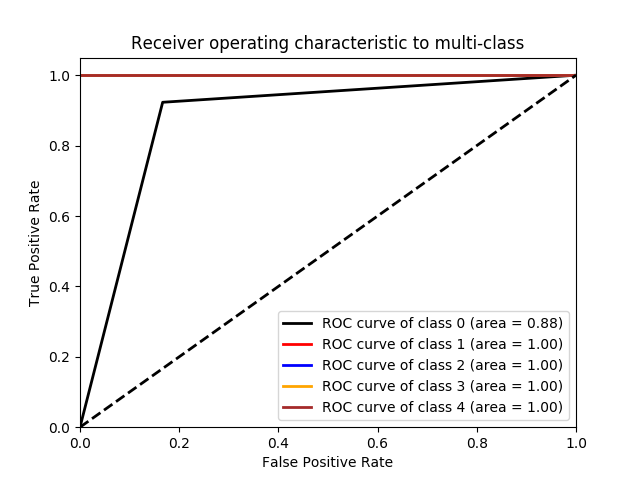 Receiver operating characteristic to multi-class
1.0
0.8
0.6
0.4
0.2
0.0
True Positive Rate
ROC curve of class 0 (area = 0.88)
ROC curve of class 1 (area = 1.00)
ROC curve of class 2 (area = 1.00)
ROC curve of class 3 (area = 1.00)
ROC curve of class 4 (area = 1.00)
0.0 0.2 0.4 0.6 0.8 1.0
False Positive Rate